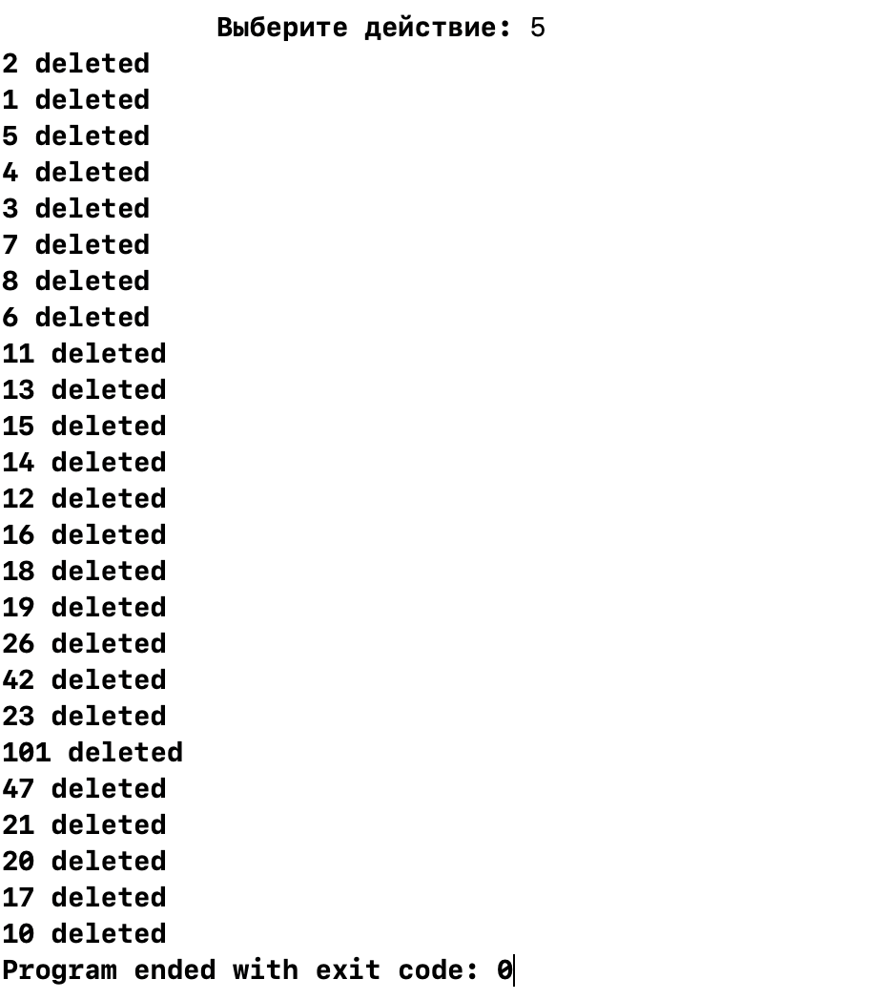 Выберите действие: 5
2 deleted
1 deleted
5 deleted
4 deleted
3 deleted
7 deleted
8 deleted
6 deleted
11 deleted
13 deleted
15 deleted
14 deleted
12 deleted
16 deleted
18 deleted
19 deleted
26 deleted
42 deleted
23 deleted
101 deleted
47 deleted
21 deleted
20 deleted
17 deleted
10 deleted
Program ended with exit code: 0